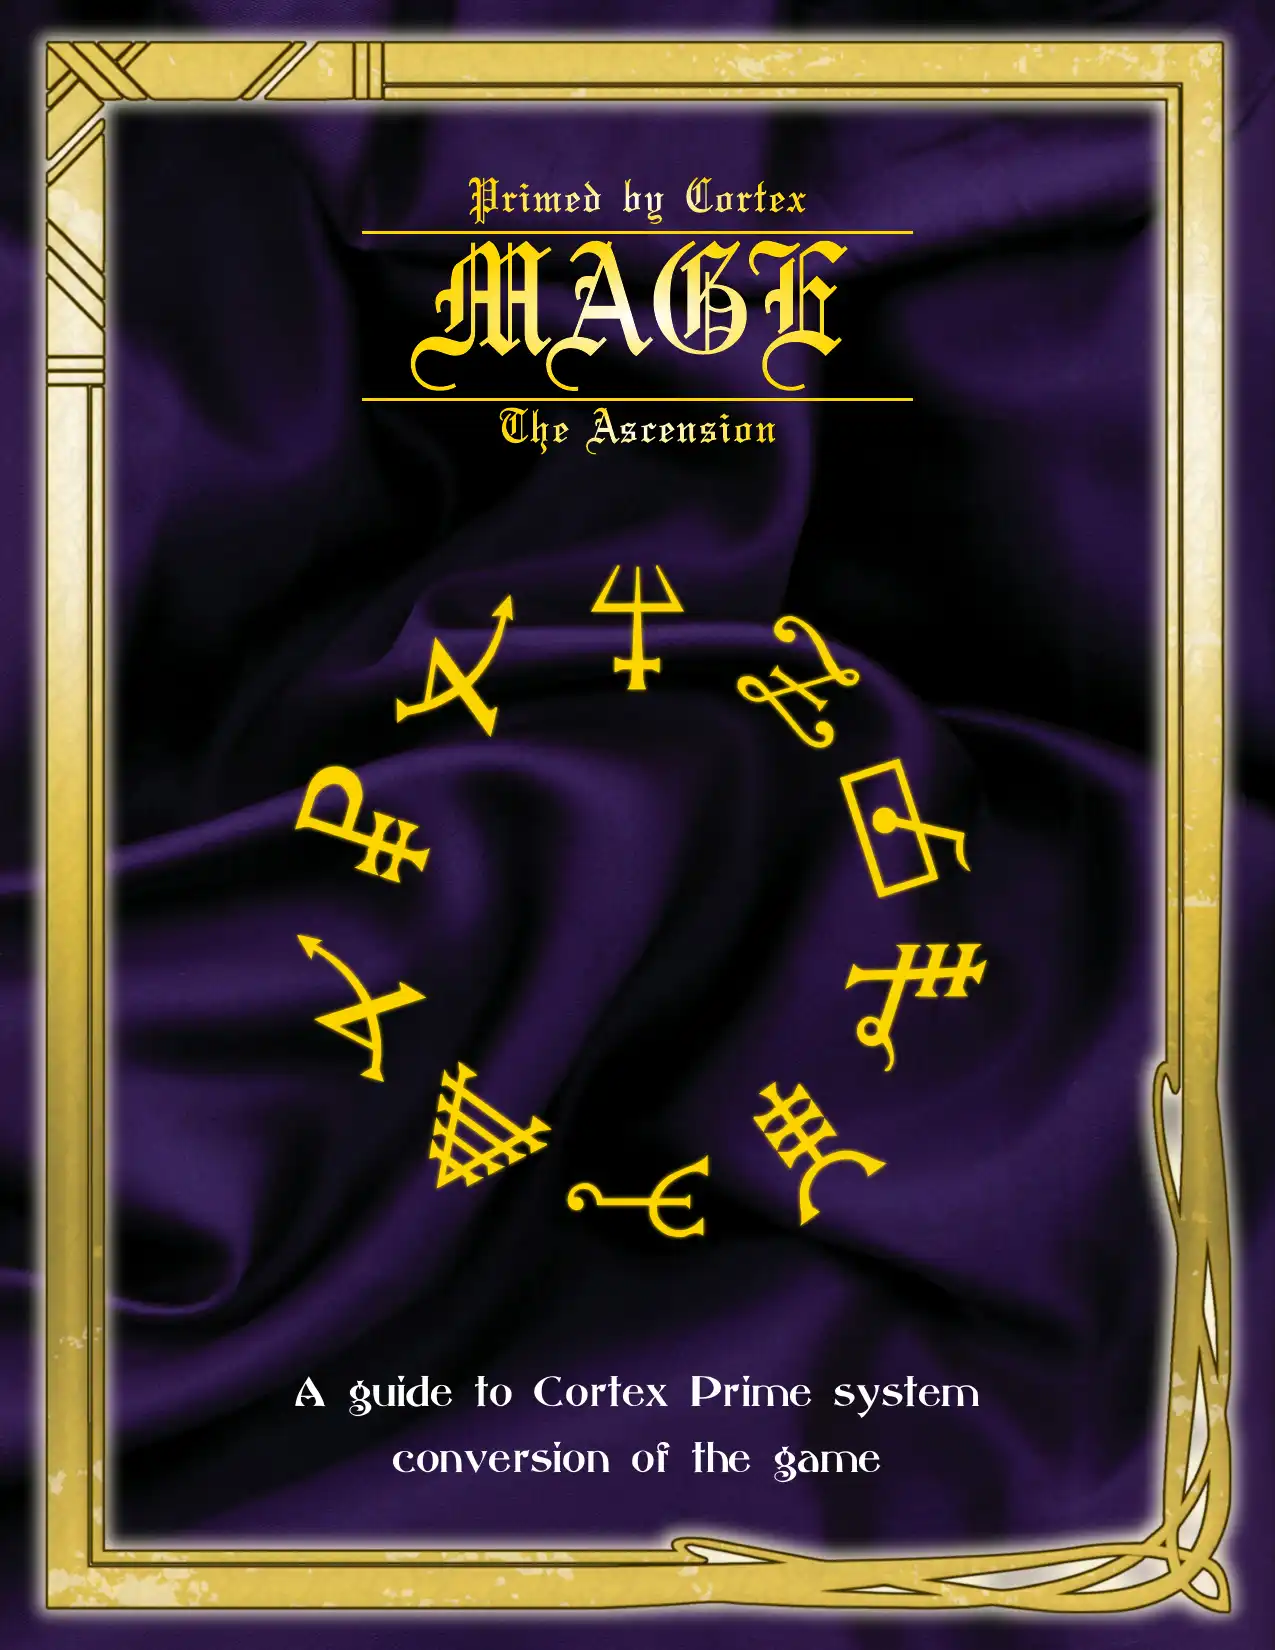 Primed by Cortex
MAGE
The Ascension
A guide to Cortex Prime system
conversion of the game